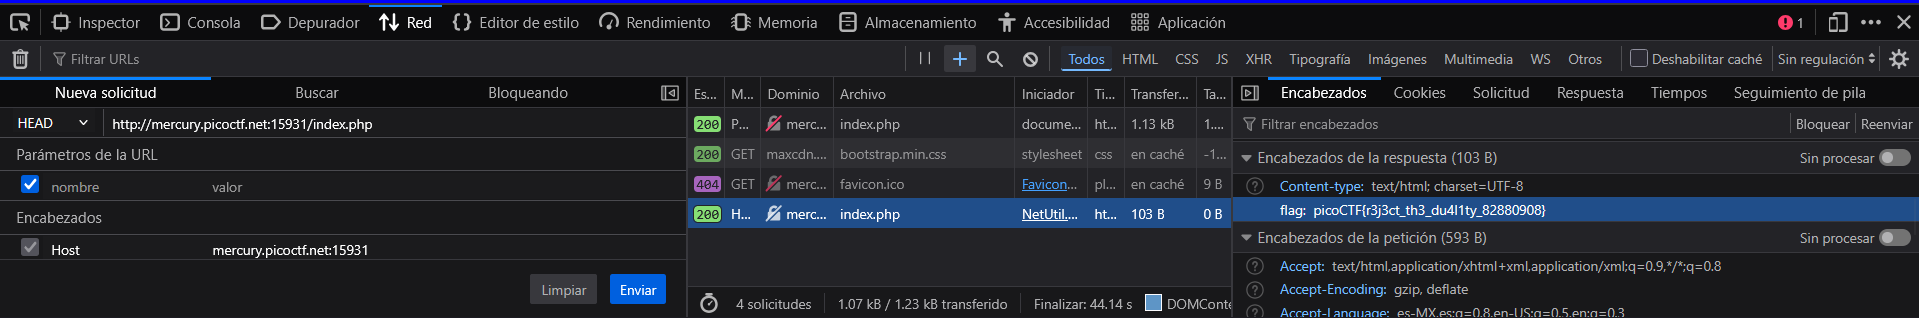 Inspector Consola Depurador Red Editor de estilo Rendimiento Memoria Almacenamiento Accesibilidad Aplicación 1
Filtrar URLs Todos HTML CSS JS XHR Tipografía Imágenes Multimedia WS Otros Deshabilitar caché Sin regulación
Nueva solicitud Buscar Bloqueando
HEAD http://mercury.picoctf.net:15931/index.php
Parámetros de la URL
nombre valor
Encabezados
Host mercury.picoctf.net:15931
Limpiar Enviar
Es... M... Dominio Archivo Iniciador Ti... Transfer... Ta...
200 P... merc... index.php docume... ht... 1.13 kB 1....
200 GET maxcdn.... bootstrap.min.css stylesheet css en caché -1...
404 GET merc... favicon.ico Favicon... pl... en caché 9 B
200 H... merc... index.php NetUtil.... ht... 103 B 0 B
4 solicitudes 1.07 kB / 1.23 kB transferido Finalizar: 44.14 s DOMConte
Encabezados Cookies Solicitud Respuesta Tiempos Seguimiento de pila
Filtrar encabezados Bloquear Reenviar
Encabezados de la respuesta (103 B) Sin procesar
Content-type: text/html; charset=UTF-8
flag: picoCTF{r3j3ct_th3_du4l1ty_82880908}
Encabezados de la petición (593 B) Sin procesar
Accept: text/html,application/xhtml+xml,application/xml;q=0.9,*/*;q=0.8
Accept-Encoding: gzip, deflate
Accept-Language: es-MX,es;q=0.8,en-US;q=0.5,en;q=0.3